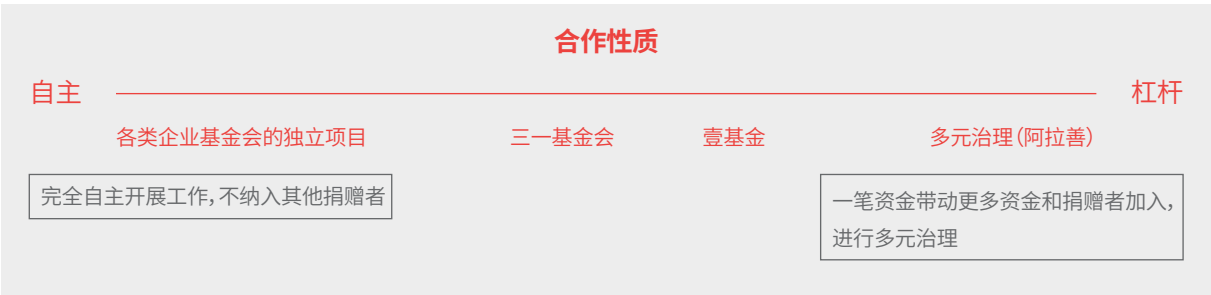 合作性质
自主 杠杆
各类企业基金会的独立项目 三一基金会 壹基金 多元治理(阿拉善)
完全自主开展工作,不纳入其他捐赠者
一笔资金带动更多资金和捐赠者加入,
进行多元治理